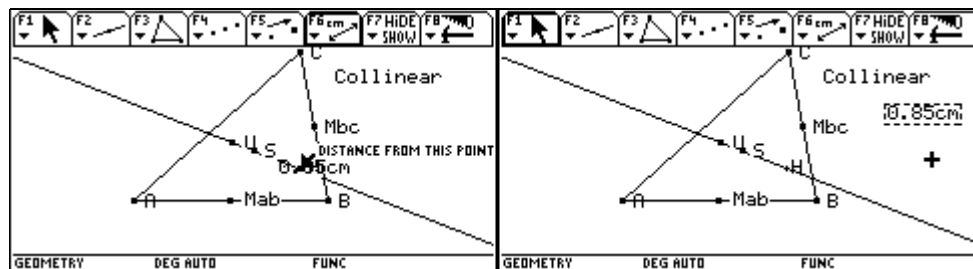 F1 F2 F3 F4 F5 F6 cm F7 HiDE SHOW F8
C
Collinear
Mbc
U
S
DISTANCE FROM THIS POINT
0.85cm
A
Mab
B
GEOMETRY DEG AUTO FUNC
F1 F2 F3 F4 F5 F6 cm F7 HiDE SHOW F8
C
Collinear
0.85cm
Mbc
U
S
H
A
Mab
B
GEOMETRY DEG AUTO FUNC